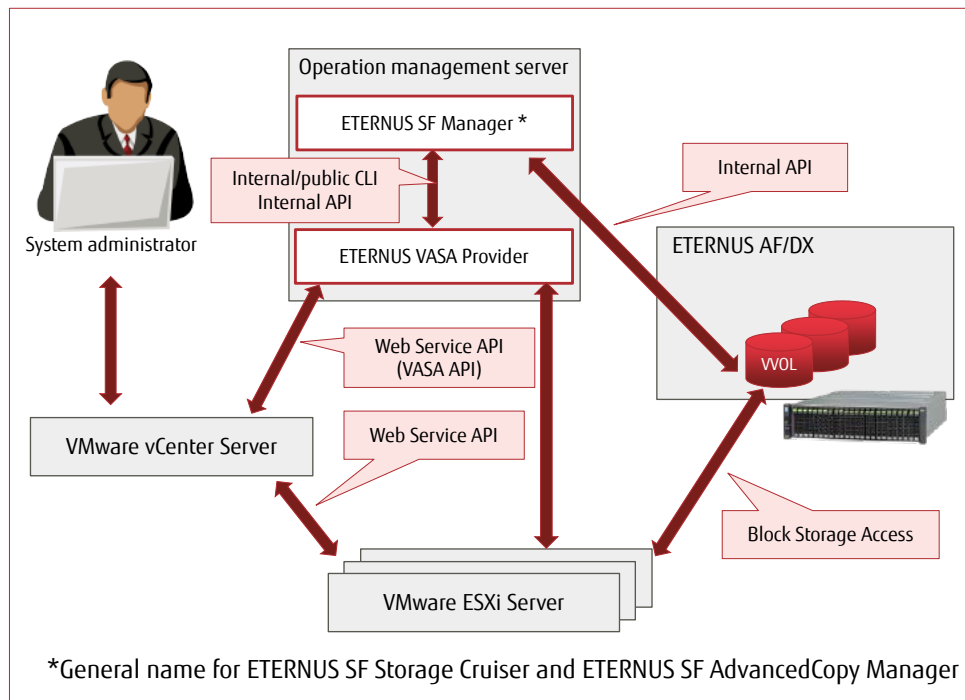 Operation management server
ETERNUS SF Manager *
Internal/public CLI
Internal API
Internal API
System administrator
ETERNUS VASA Provider
ETERNUS AF/DX
VVOL
Web Service API
(VASA API)
Web Service API
VMware vCenter Server
Block Storage Access
VMware ESXi Server
*General name for ETERNUS SF Storage Cruiser and ETERNUS SF AdvancedCopy Manager